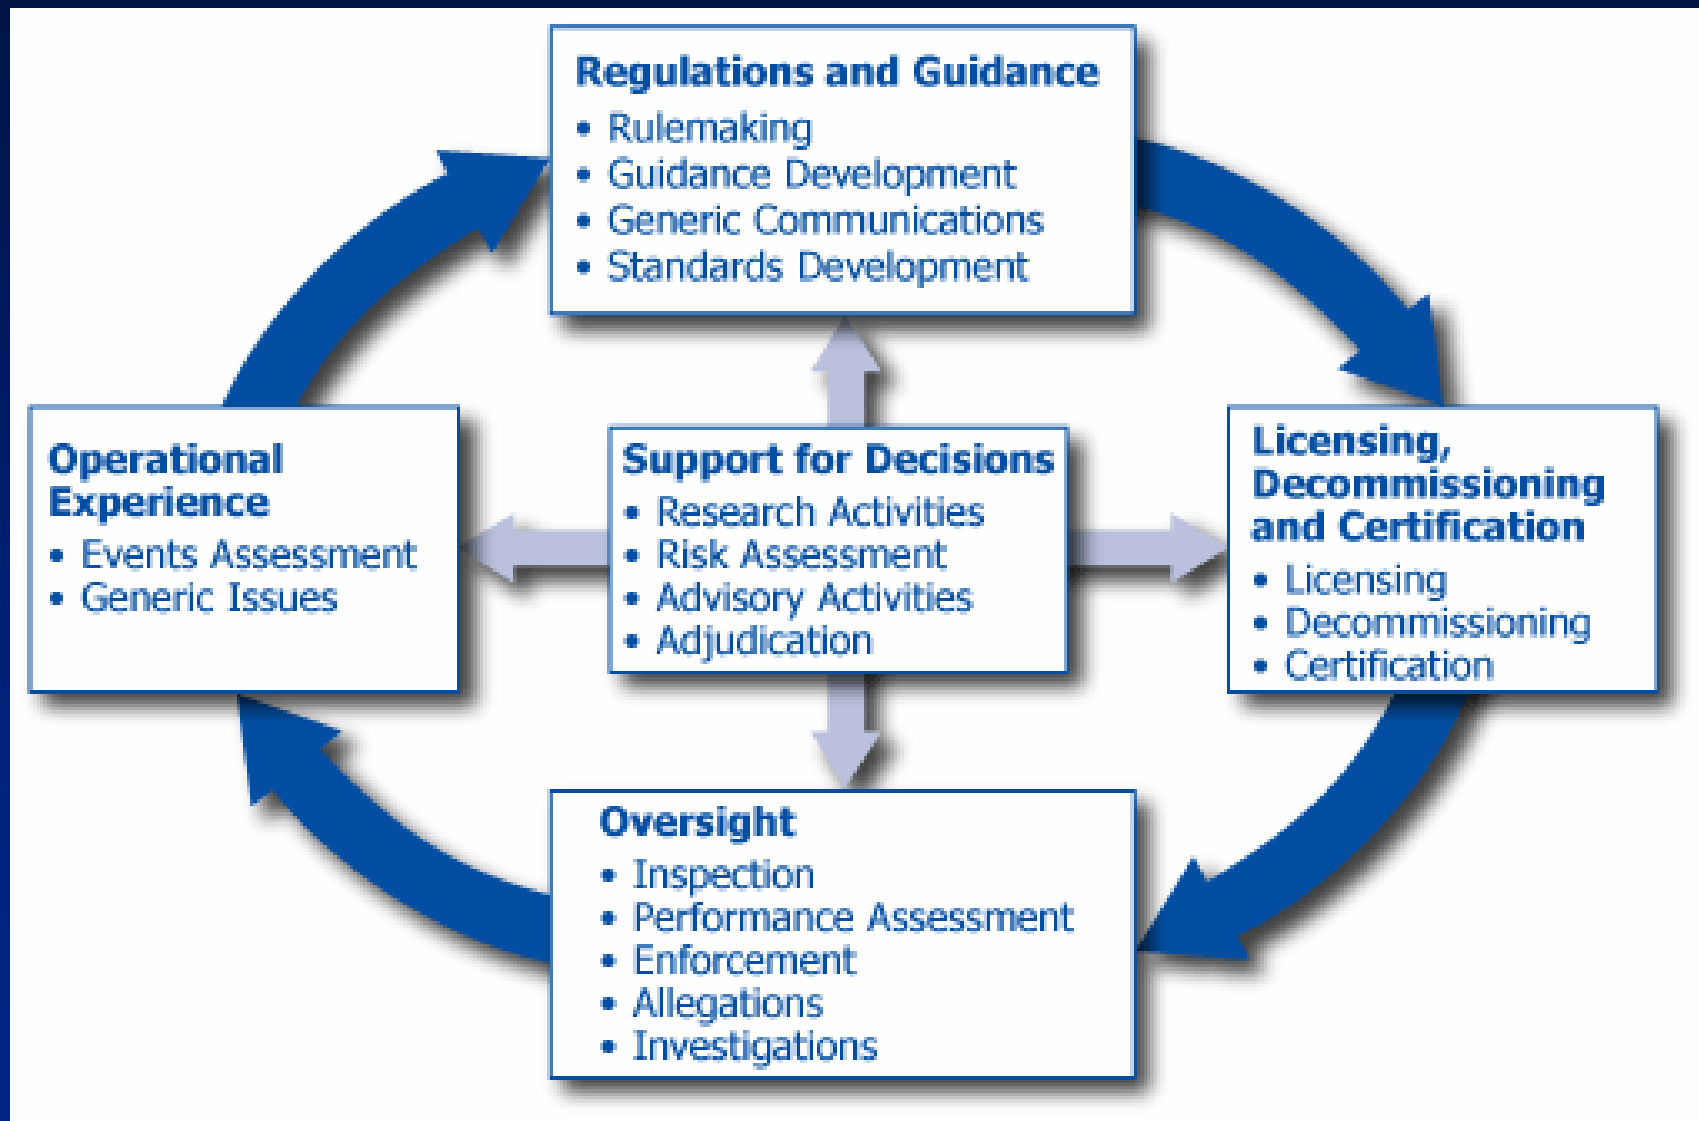 Regulations and Guidance
• Rulemaking
• Guidance Development
• Generic Communications
• Standards Development
Operational
Experience
• Events Assessment
• Generic Issues
Support for Decisions
• Research Activities
• Risk Assessment
• Advisory Activities
• Adjudication
Licensing,
Decommissioning
and Certification
• Licensing
• Decommissioning
• Certification
Oversight
• Inspection
• Performance Assessment
• Enforcement
• Allegations
• Investigations